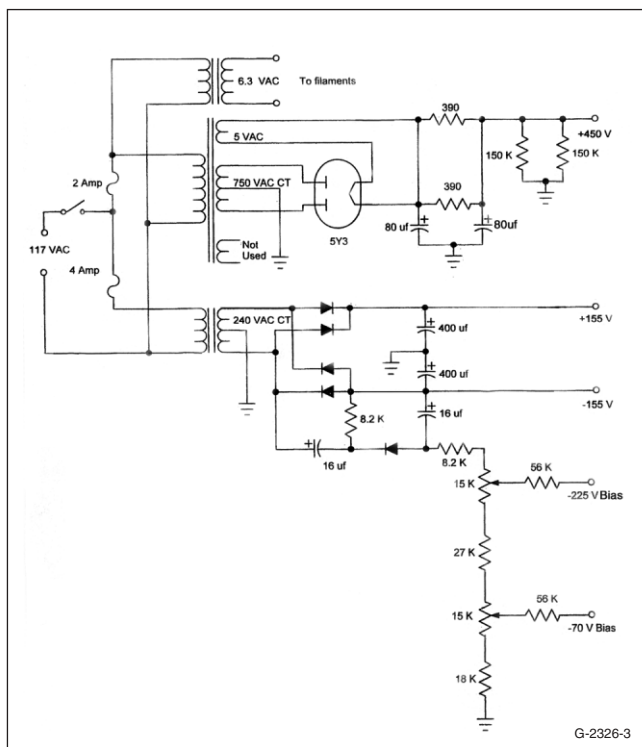 6.3 VAC
To filaments
390
+450 V
5 VAC
150 K
150 K
2 Amp
750 VAC CT
390
117 VAC
5Y3
80 uf
+
+
80uf
Not
Used
4 Amp
240 VAC CT
+155 V
+
400 uf
+
400 uf
-155 V
+
16 uf
8.2 K
+
16 uf
8.2 K
56 K
15 K
-225 V Bias
27 K
56 K
15 K
-70 V Bias
18 K
G-2326-3